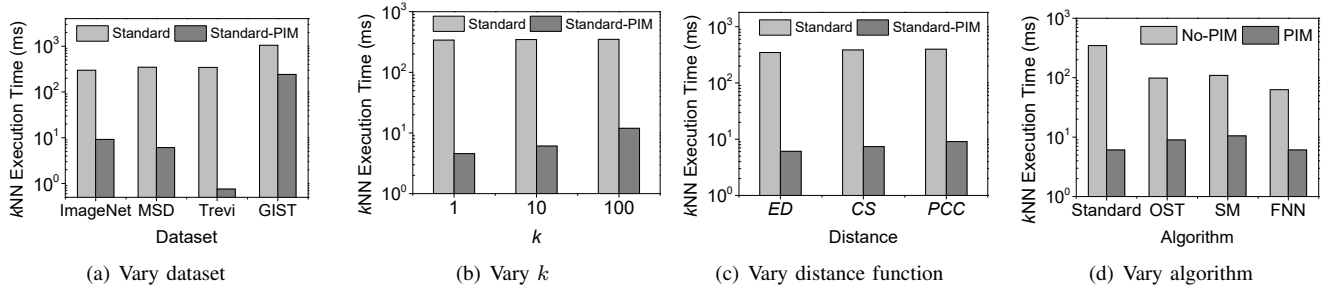 kNN Execution Time (ms)
10³
10²
10¹
10⁰
Standard Standard-PIM
ImageNet MSD Trevi GIST
Dataset
(a) Vary dataset
kNN Execution Time (ms)
10³
10²
10¹
10⁰
Standard Standard-PIM
1 10 100
k
(b) Vary k
kNN Execution Time (ms)
10³
10²
10¹
10⁰
Standard Standard-PIM
ED CS PCC
Distance
(c) Vary distance function
kNN Execution Time (ms)
10³
10²
10¹
10⁰
No-PIM PIM
Standard OST SM FNN
Algorithm
(d) Vary algorithm